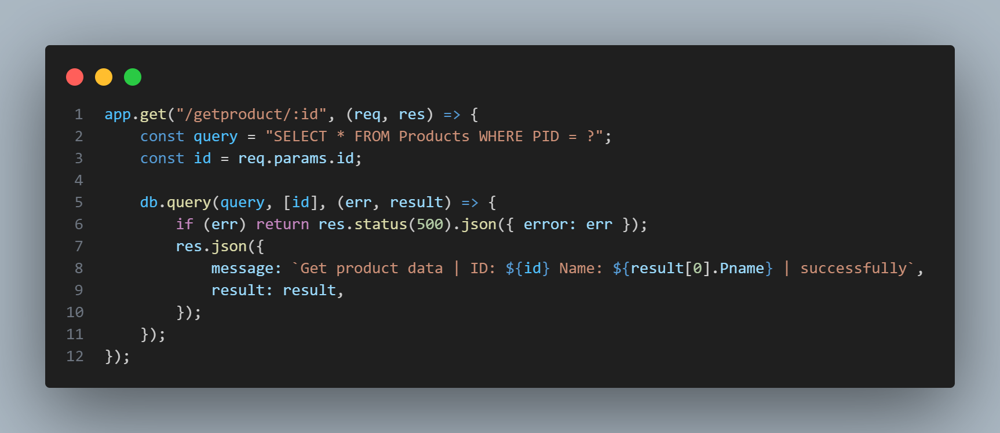 1 app.get("/getproduct/:id", (req, res) => {
2     const query = "SELECT * FROM Products WHERE PID = ?";
3     const id = req.params.id;
4
5     db.query(query, [id], (err, result) => {
6         if (err) return res.status(500).json({ error: err });
7         res.json({
8             message: `Get product data | ID: ${id} Name: ${result[0].Pname} | successfully`,
9             result: result,
10         });
11     });
12 });